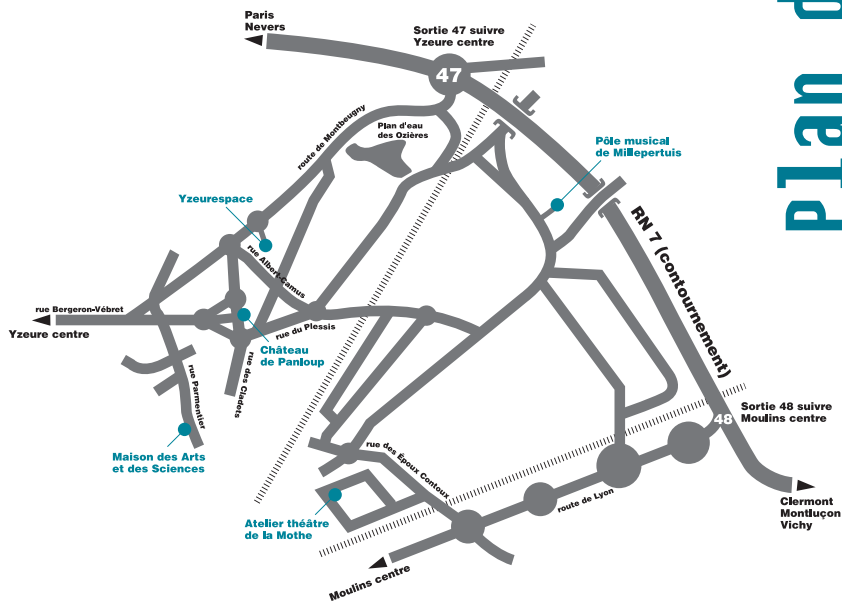 Paris
Nevers
Sortie 47 suivre
Yzeure centre
47
Plan d
route de Montbeugny
Plan d'eau
des Ozières
Pôle musical
de Millepertuis
Yzeurespace
rue Albert-Camus
RN 7 (contournement)
rue Bergeron-Vébret
Yzeure centre
rue du Plessis
Château
de Panloup
rue des Cladets
rue Parmentier
Maison des Arts
et des Sciences
48
Sortie 48 suivre
Moulins centre
rue des Époux Contoux
route de Lyon
Atelier théâtre
de la Mothe
Clermont
Montluçon
Vichy
Moulins centre